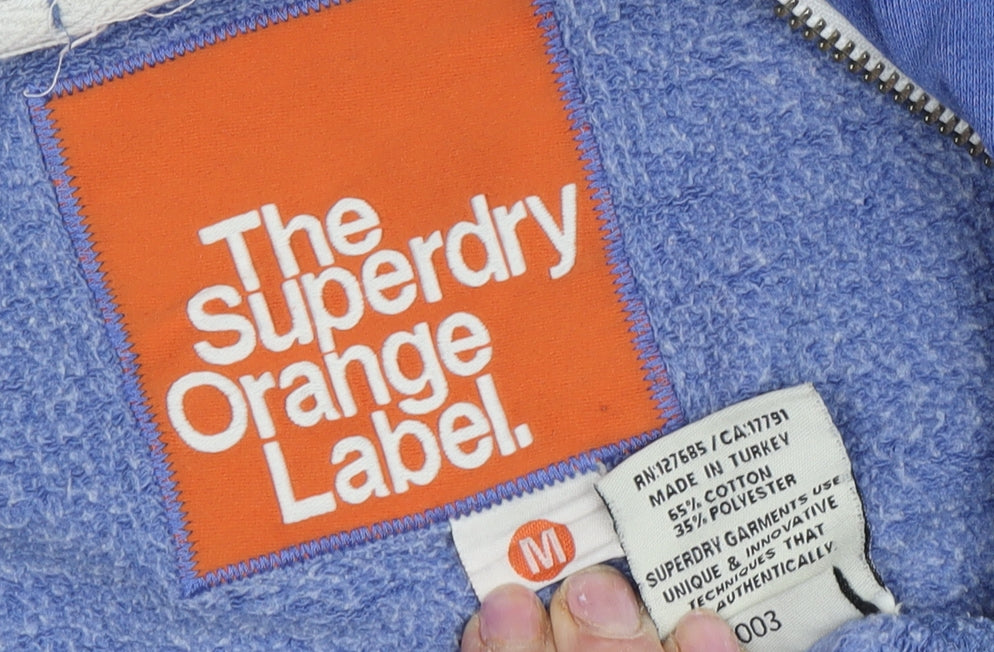 The
Superdry
Orange
Label.
M
RN:127685 / CA:17791
MADE IN TURKEY
65% COTTON
35% POLYESTER
SUPERDRY GARMENTS USE
UNIQUE & INNOVATIVE
TECHNIQUES THAT
AUTHENTICALLY
003